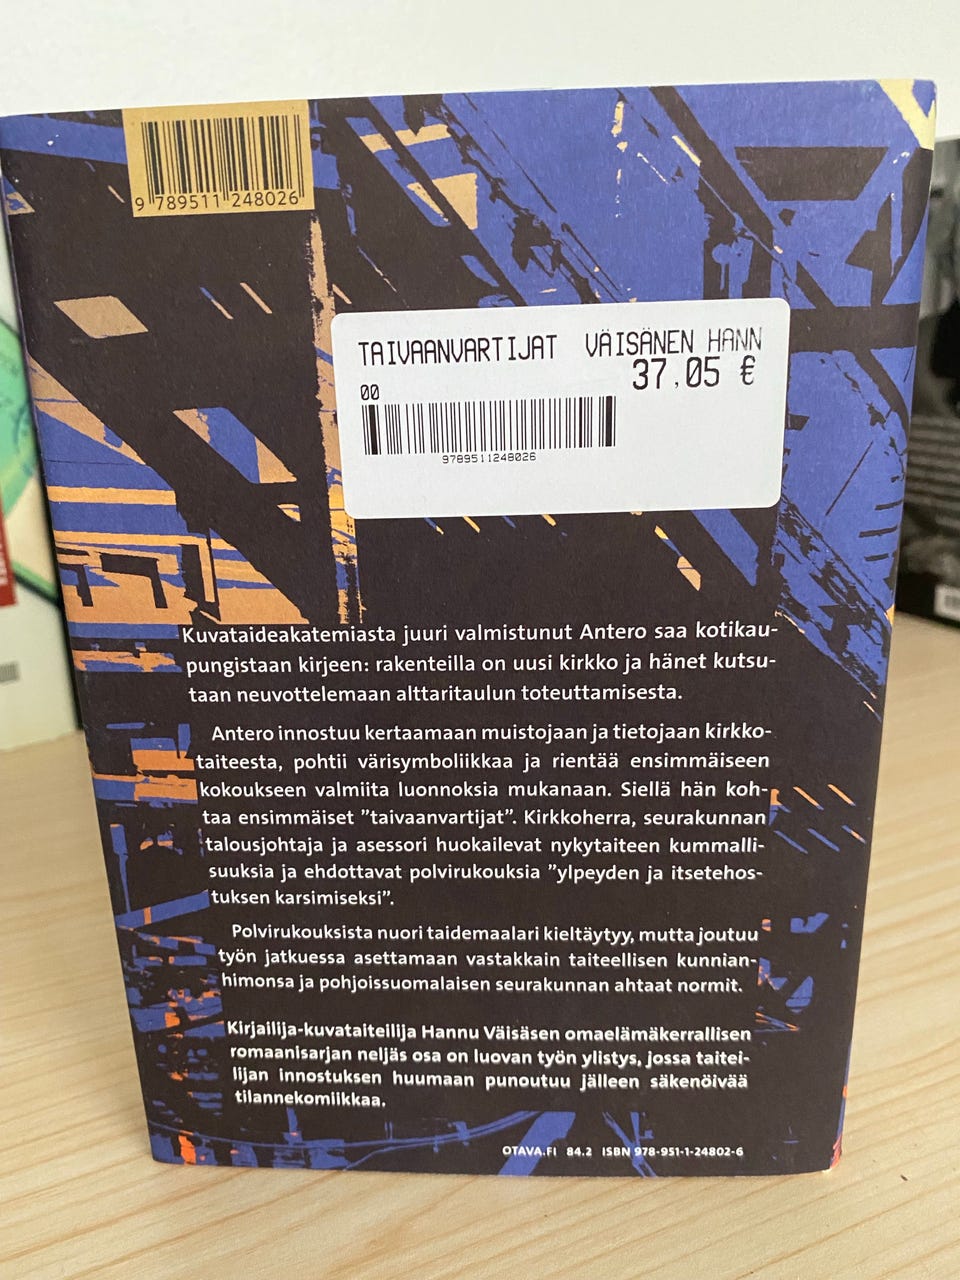 9 789511 248026
TAIVAANVARTIJAT VÄISÄNEN HANN
37,05 €
00
9789511248026
Kuvataideakatemiasta juuri valmistunut Antero saa kotikau-
pungistaan kirjeen: rakenteilla on uusi kirkko ja hänet kutsu-
taan neuvottelemaan alttaritaulun toteuttamisesta.
Antero innostuu kertaamaan muistojaan ja tietojaan kirkko-
taiteesta, pohtii värisymboliikkaa ja rientää ensimmäiseen
kokoukseen valmiita luonnoksia mukanaan. Siellä hän koh-
taa ensimmäiset ”taivaanvartijat”. Kirkkoherra, seurakunnan
talousjohtaja ja asessori huokailevat nykytaiteen kummalli-
suuksia ja ehdottavat polvirukouksia ”ylpeyden ja itsetehos-
tuksen karsimiseksi”.
Polvirukouksista nuori taidemaalari kieltäytyy, mutta joutuu
työn jatkuessa asettamaan vastakkain taiteellisen kunnian-
himonsa ja pohjoissuomalaisen seurakunnan ahtaat normit.
Kirjailija-kuvataiteilija Hannu Väisäsen omaelämäkerrallisen
romaanisarjan neljäs osa on luovan työn ylistys, jossa taitei-
lijan innostuksen huumaan punoutuu jälleen säkenöivää
tilannekomiikkaa.
OTAVA.FI 84.2 ISBN 978-951-1-24802-6